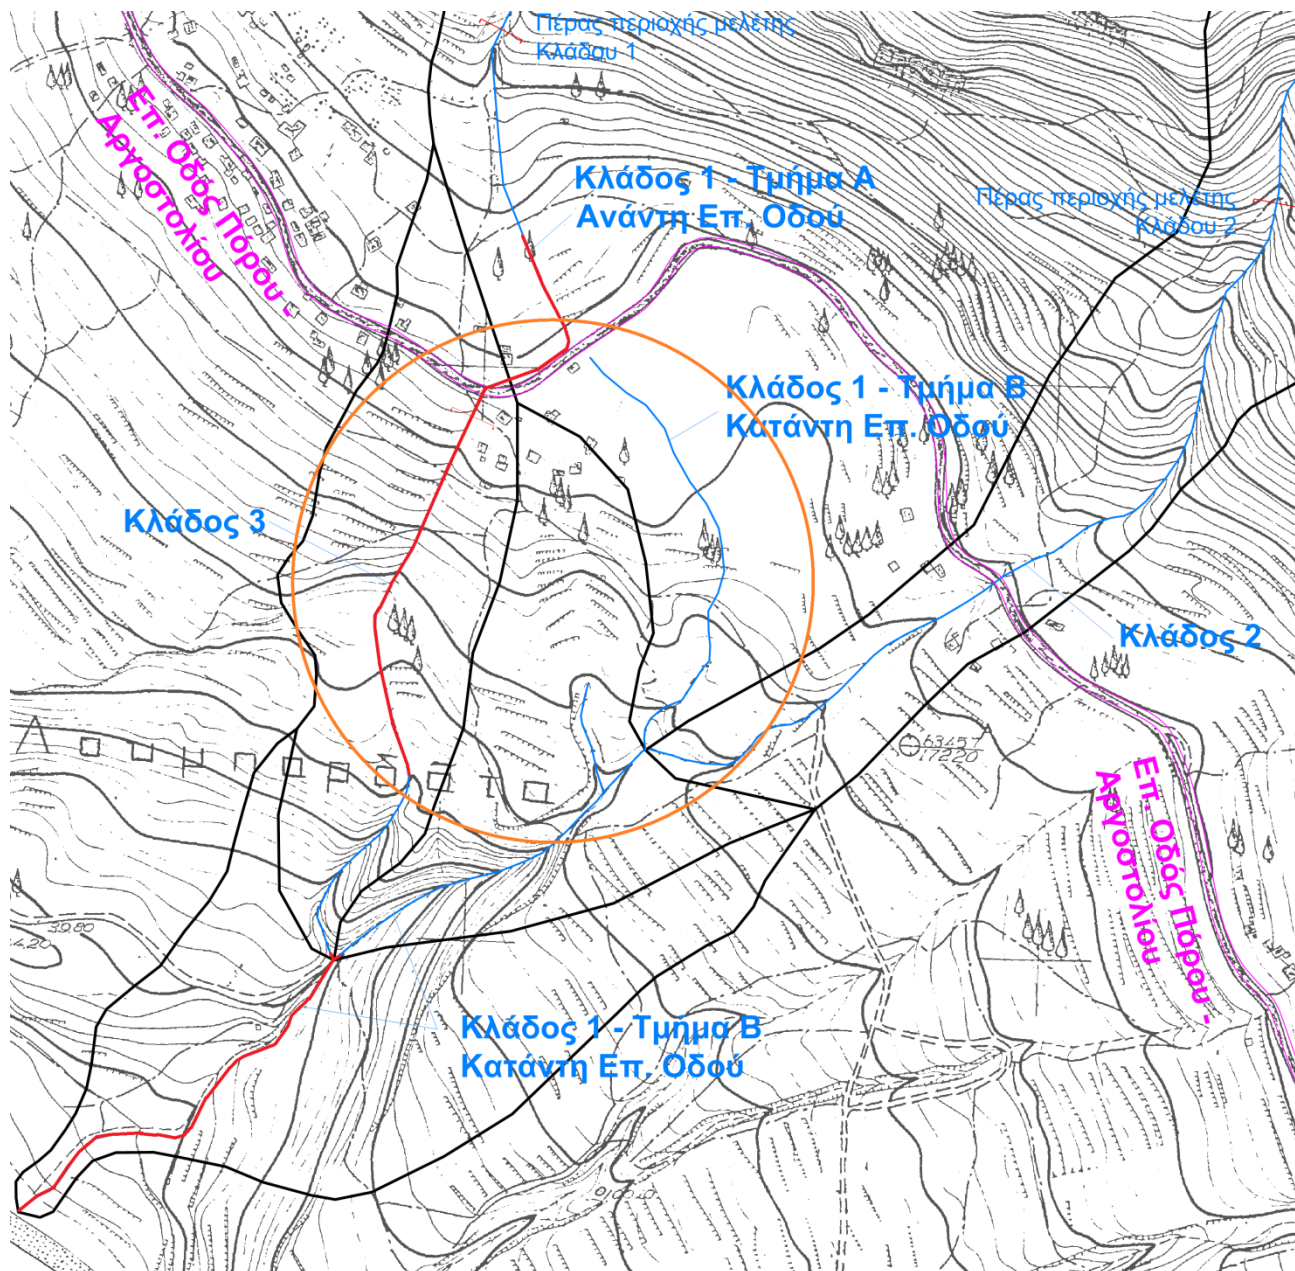 Πέρας περιοχής μελέτης
Κλάδου 1
Επ. Οδός Πόρου -
Αργοστολίου
Κλάδος 1 - Τμήμα Α
Ανάντη Επ. Οδού
Πέρας περιοχής μελέτης
Κλάδου 2
Κλάδος 1 - Τμήμα Β
Κατάντη Επ. Οδού
Κλάδος 3
Κλάδος 2
63457
17220
Επ. Οδός Πόρου -
Αργοστολίου
3980
Κλάδος 1 - Τμήμα Β
Κατάντη Επ. Οδού